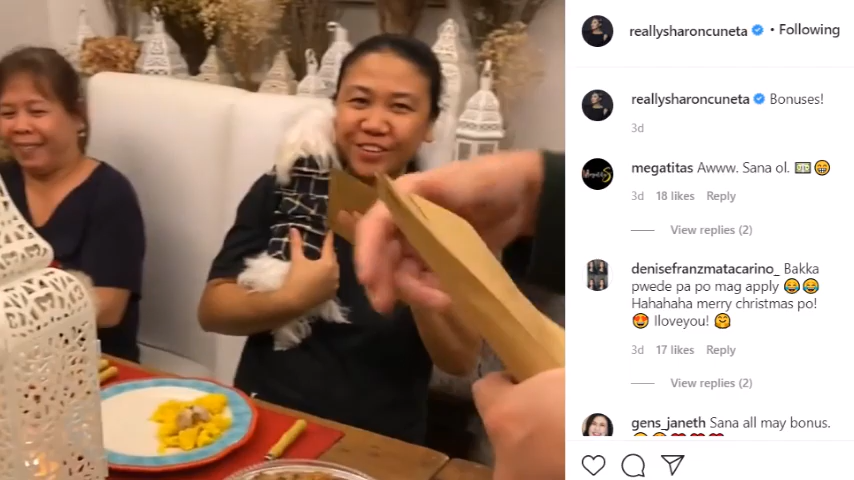 reallysharoncuneta • Following
reallysharoncuneta Bonuses!
3d
megatitas Awww. Sana ol. 💵😁
3d 18 likes Reply
View replies (2)
denisefranzmatacarino_ Bakka
pwede pa po mag apply 😂😂
Hahahaha merry christmas po!
😍 Iloveyou! 🤗
3d 17 likes Reply
View replies (2)
gens_janeth Sana all may bonus.